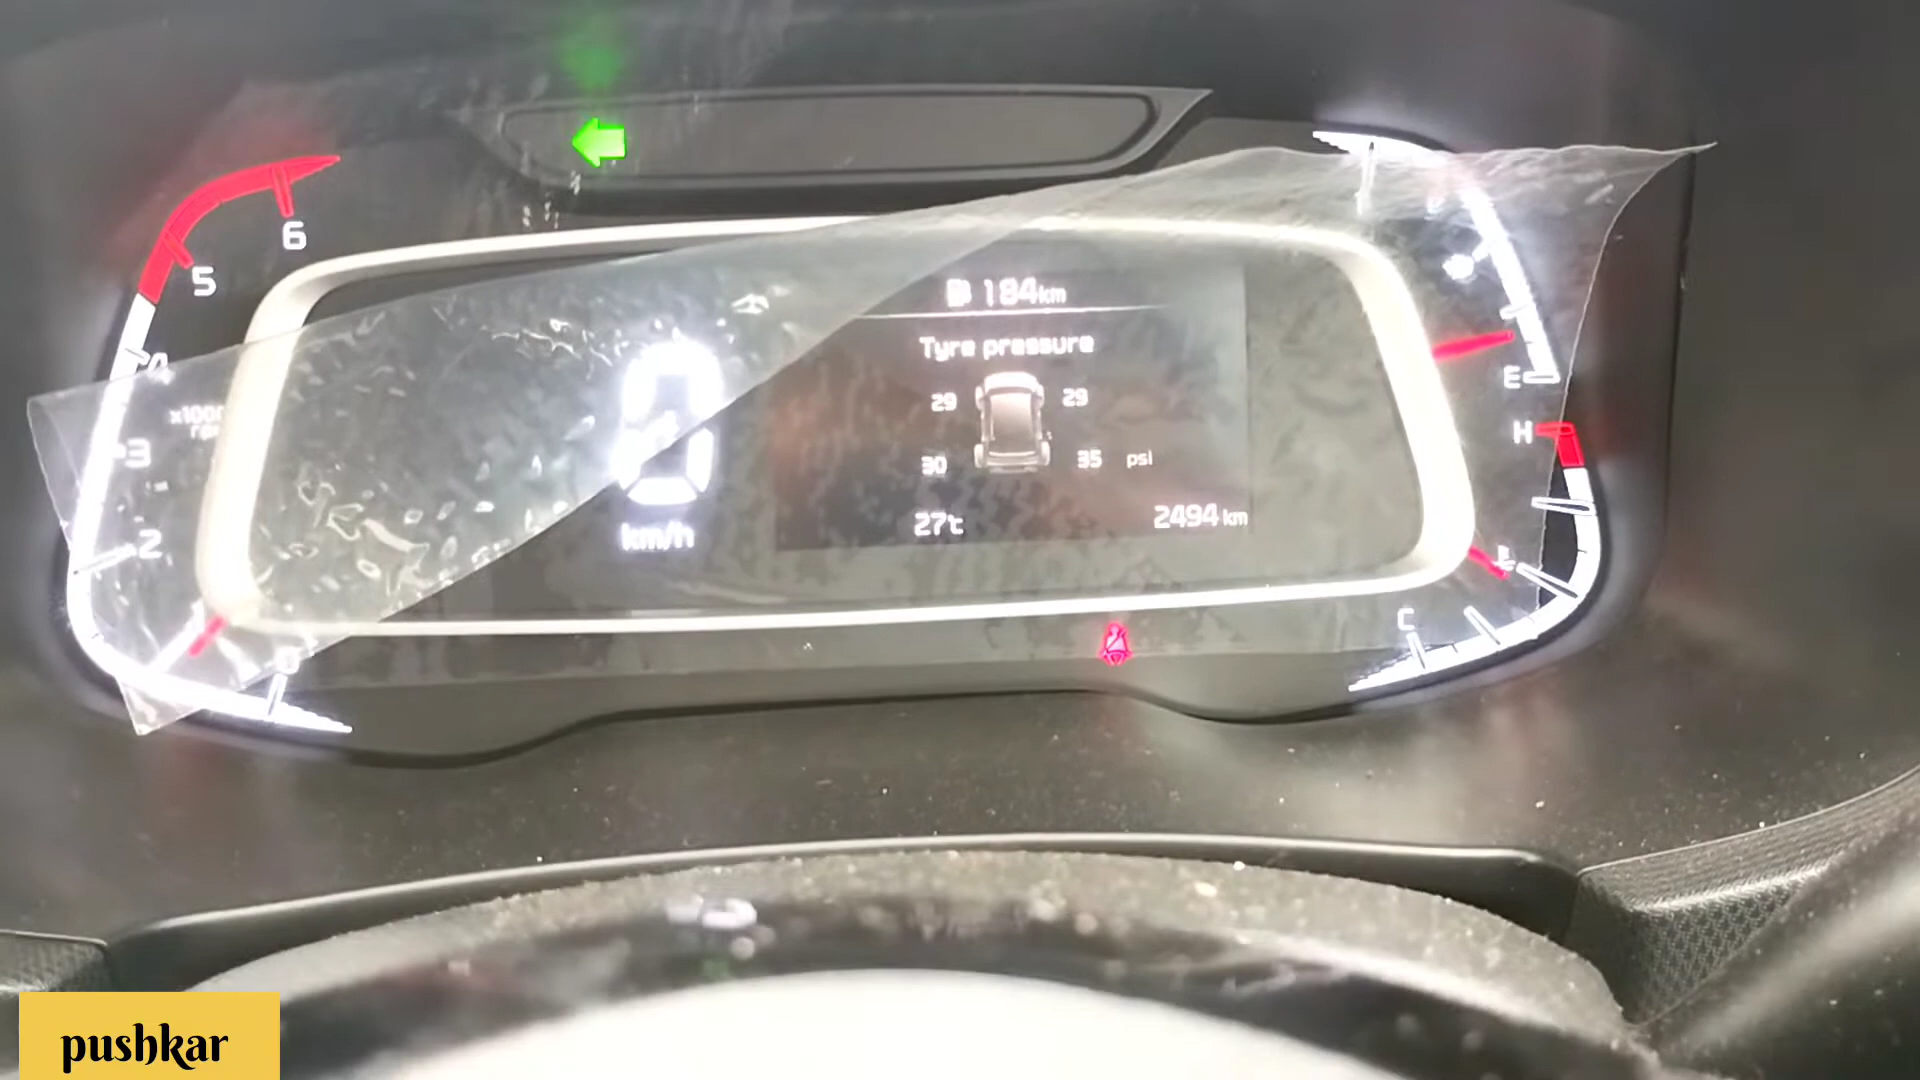 6
5
4
x1000
3
2
0
184km
Tyre pressure
29 29
30 35 psi
27℃ 2494 km
0
km/h
E
H
C
pushkar